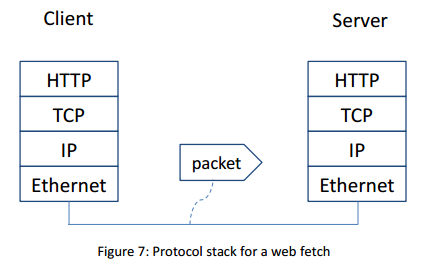 Client
Server
HTTP
HTTP
TCP
TCP
IP
IP
packet
Ethernet
Ethernet
Figure 7: Protocol stack for a web fetch